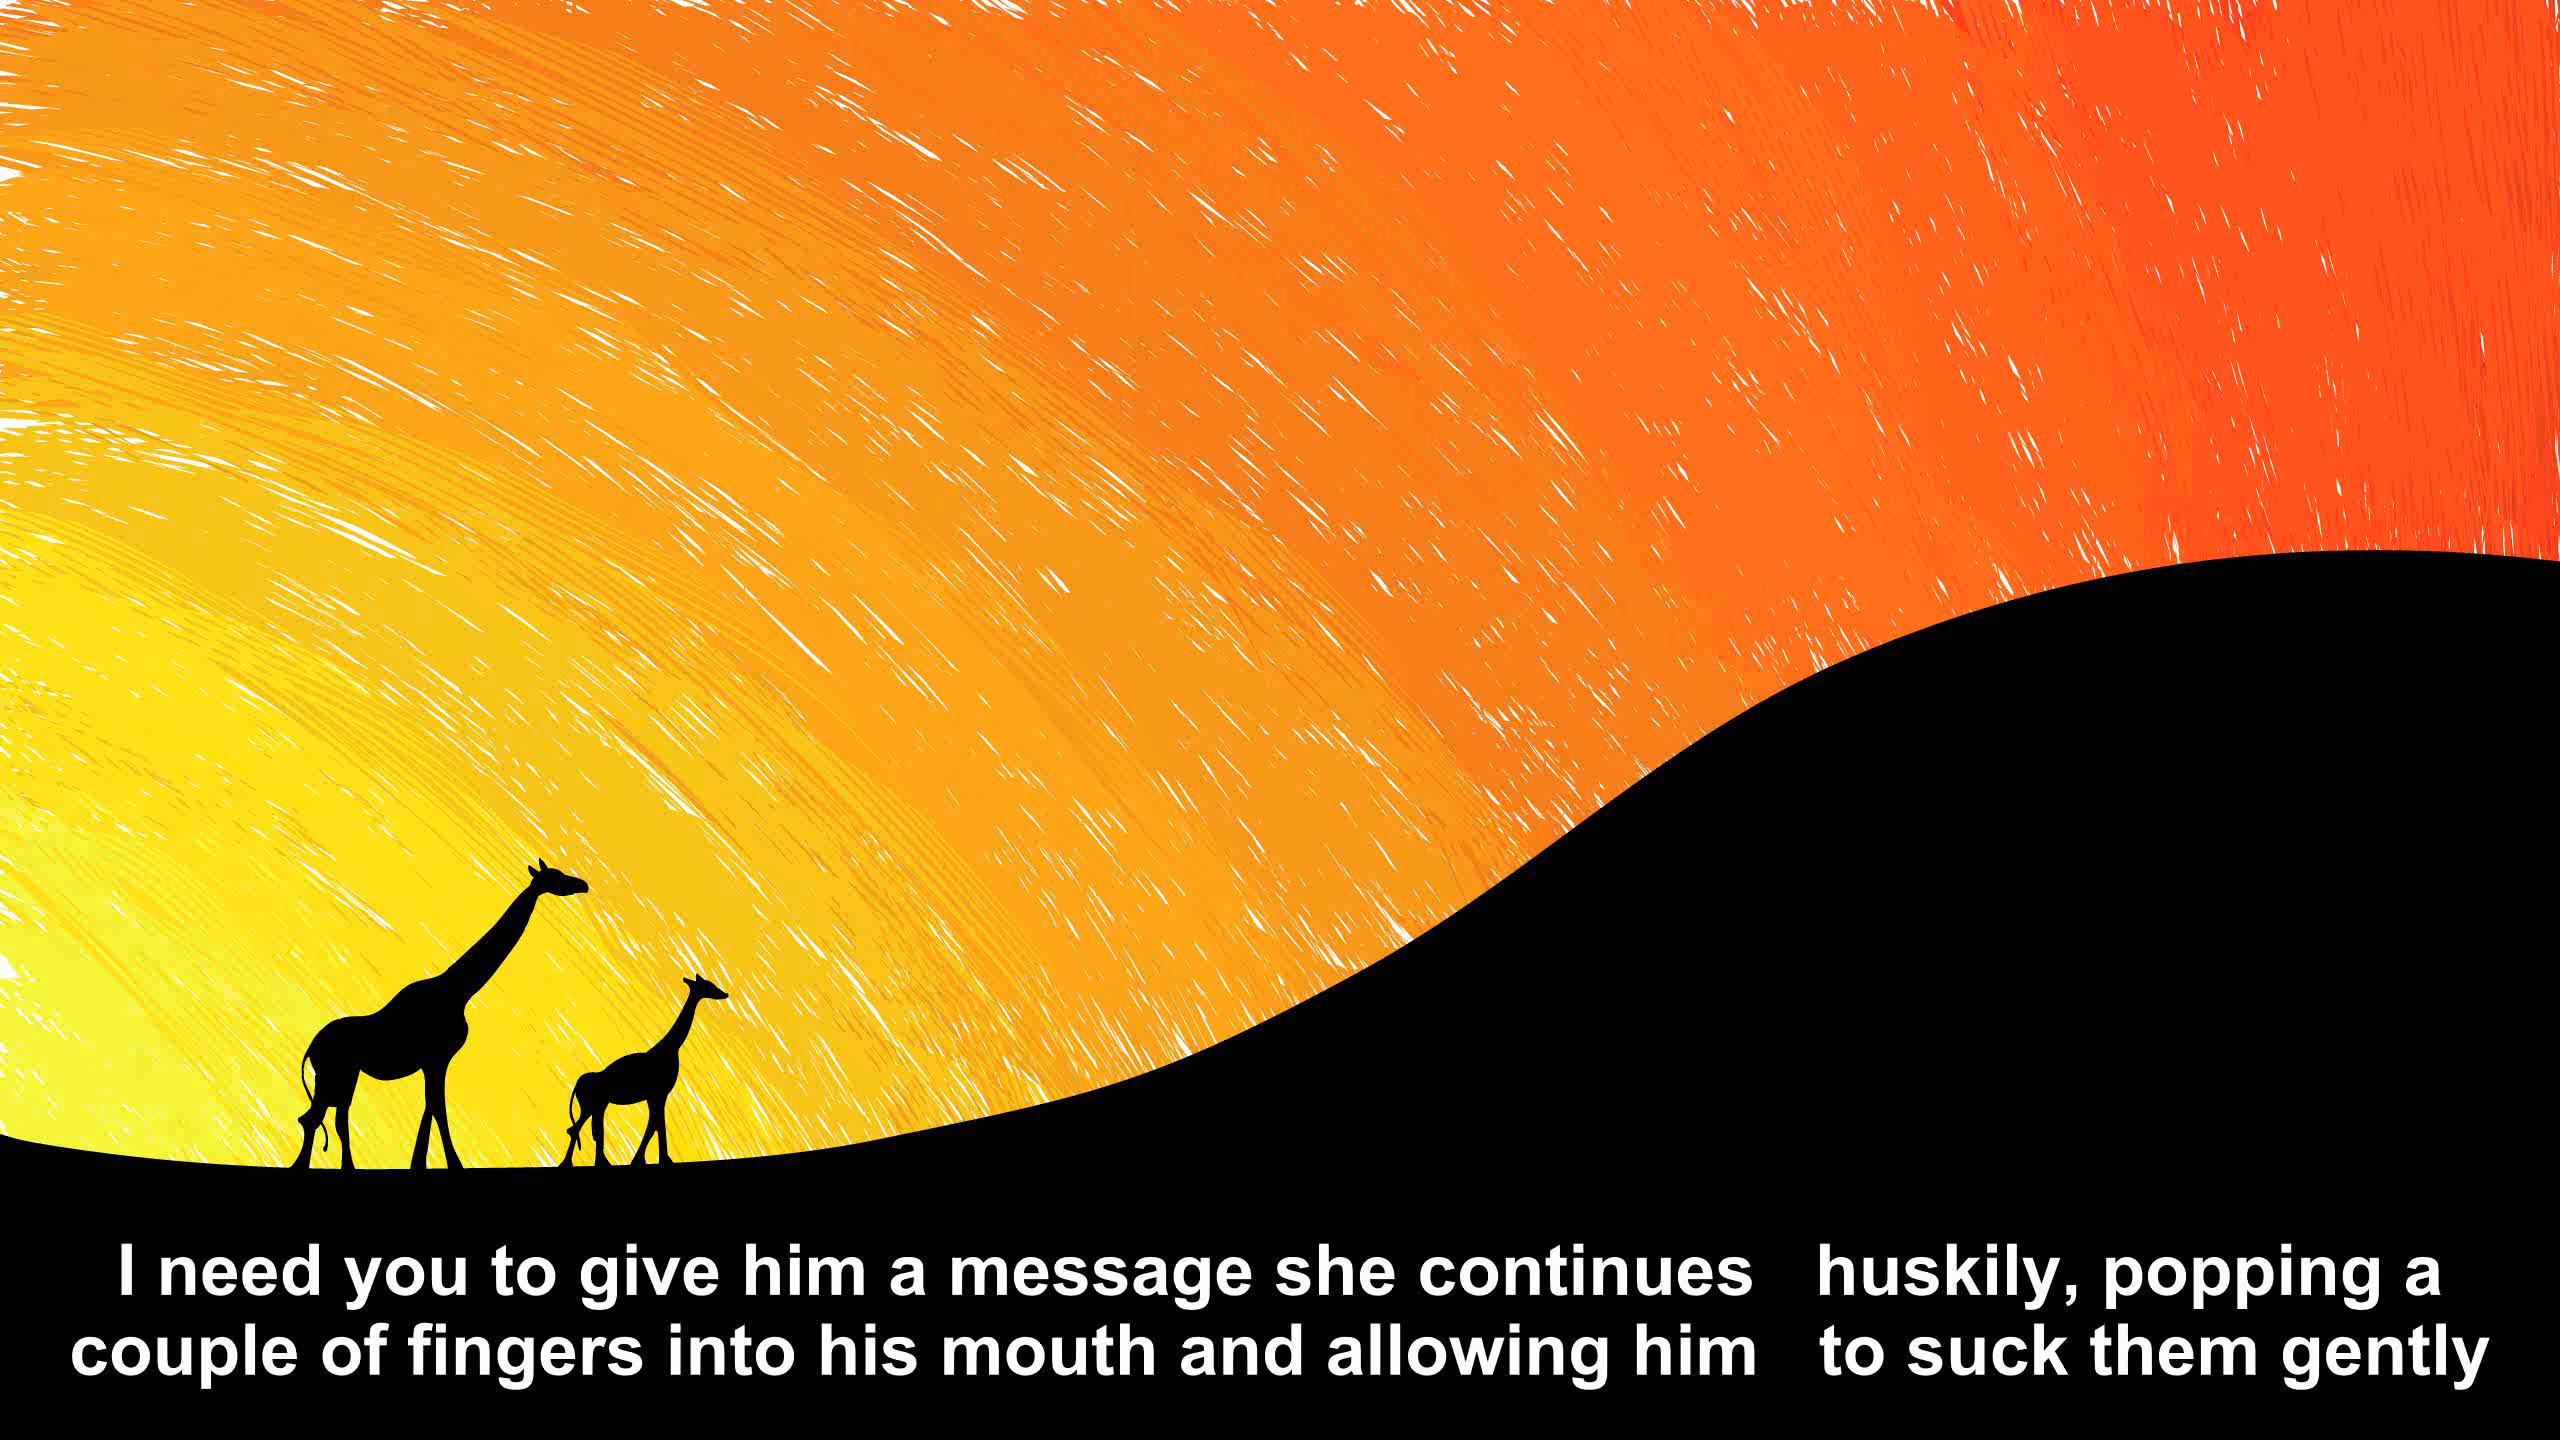 I need you to give him a message she continues huskily, popping a
couple of fingers into his mouth and allowing him to suck them gently